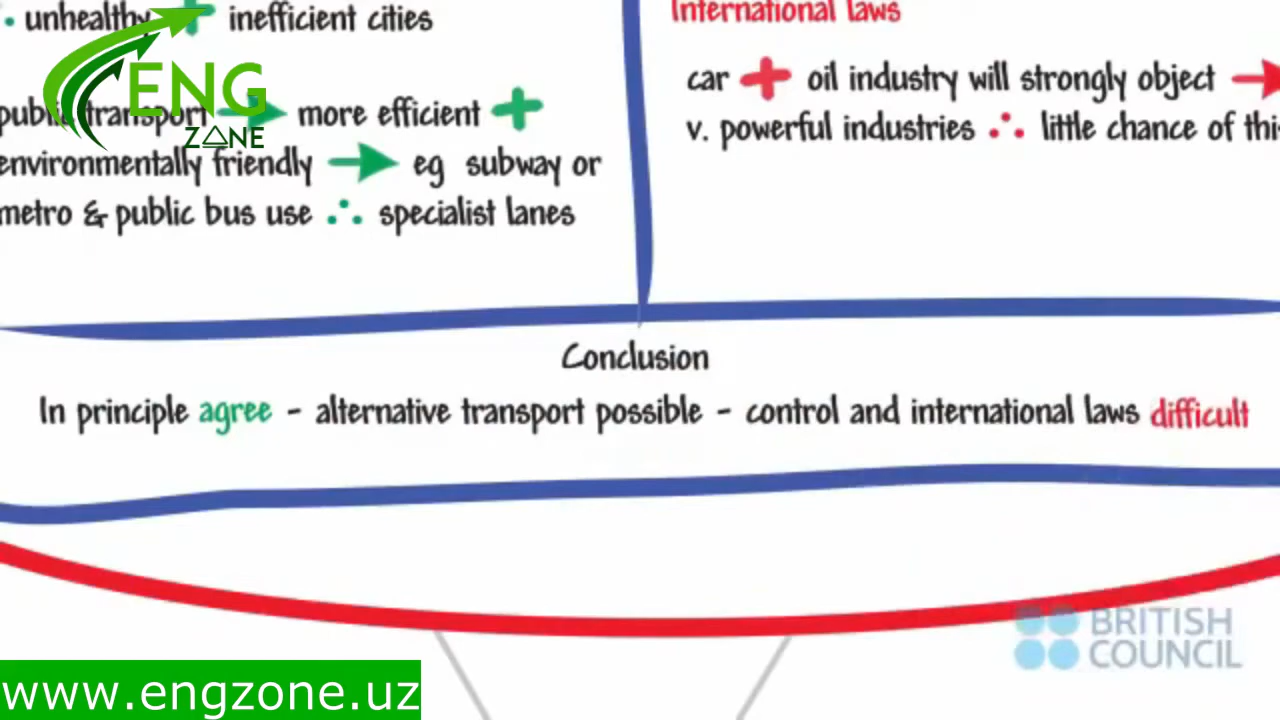 ∴ unhealthy + inefficient cities
public transport → more efficient +
environmentally friendly → eg subway or
metro & public bus use ∴ specialist lanes
International laws
car + oil industry will strongly object →
v. powerful industries ∴ little chance of thi
Conclusion
In principle agree - alternative transport possible - control and international laws difficult
ENG
ZONE
BRITISH
COUNCIL
www.engzone.uz